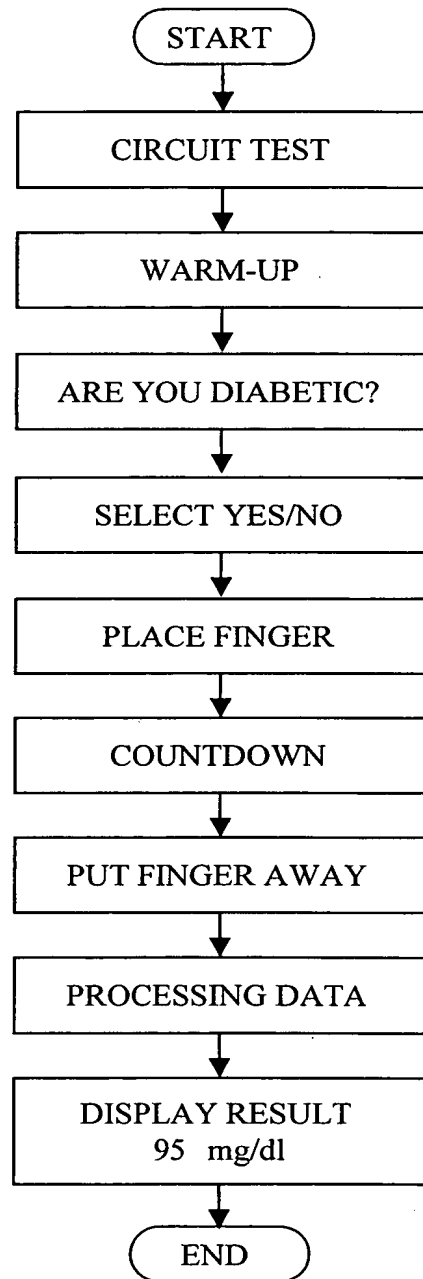 START
CIRCUIT TEST
WARM-UP
ARE YOU DIABETIC?
SELECT YES/NO
PLACE FINGER
COUNTDOWN
PUT FINGER AWAY
PROCESSING DATA
DISPLAY RESULT
95 mg/dl
END